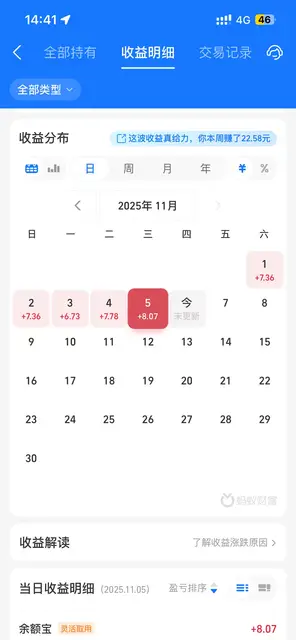 14:41 4G 46
全部持有 收益明细 交易记录
全部类型
收益分布 这波收益真给力，你本周赚了22.58元
日 周 月 年 ¥ %
2025年 11月
日 一 二 三 四 五 六
1
+7.36
2 3 4 5 今 7 8
+7.36 +6.73 +7.78 +8.07 未更新
9 10 11 12 13 14 15
16 17 18 19 20 21 22
23 24 25 26 27 28 29
30
蚂蚁财富
收益解读 了解收益涨跌原因
当日收益明细 (2025.11.05) 盈亏排序
余额宝 灵活取用 +8.07